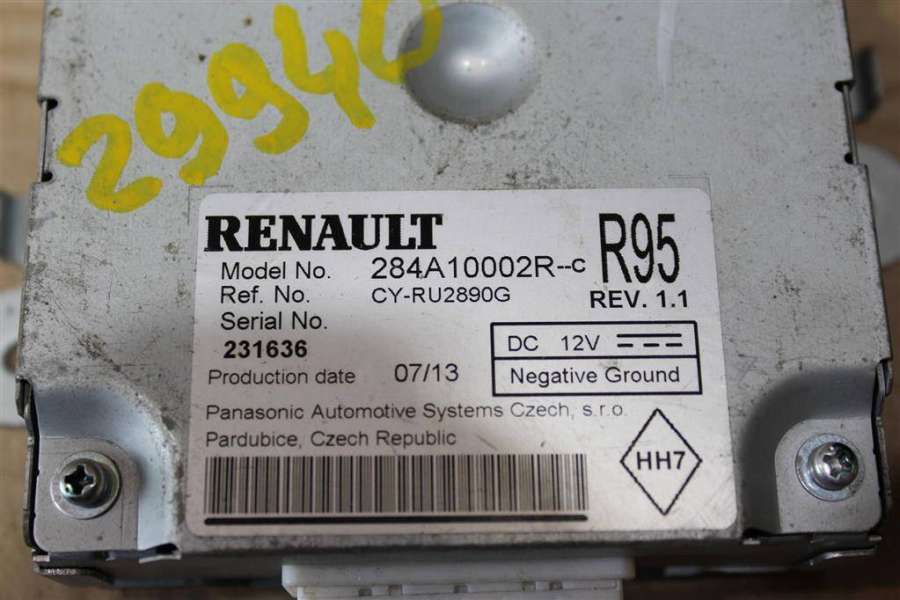 29940
RENAULT
R95
Model No. 284A10002R--C
Ref. No. CY-RU2890G
REV. 1.1
Serial No.
231636
DC 12V
Production date 07/13
Negative Ground
Panasonic Automotive Systems Czech, s.r.o.
Pardubice, Czech Republic
HH7